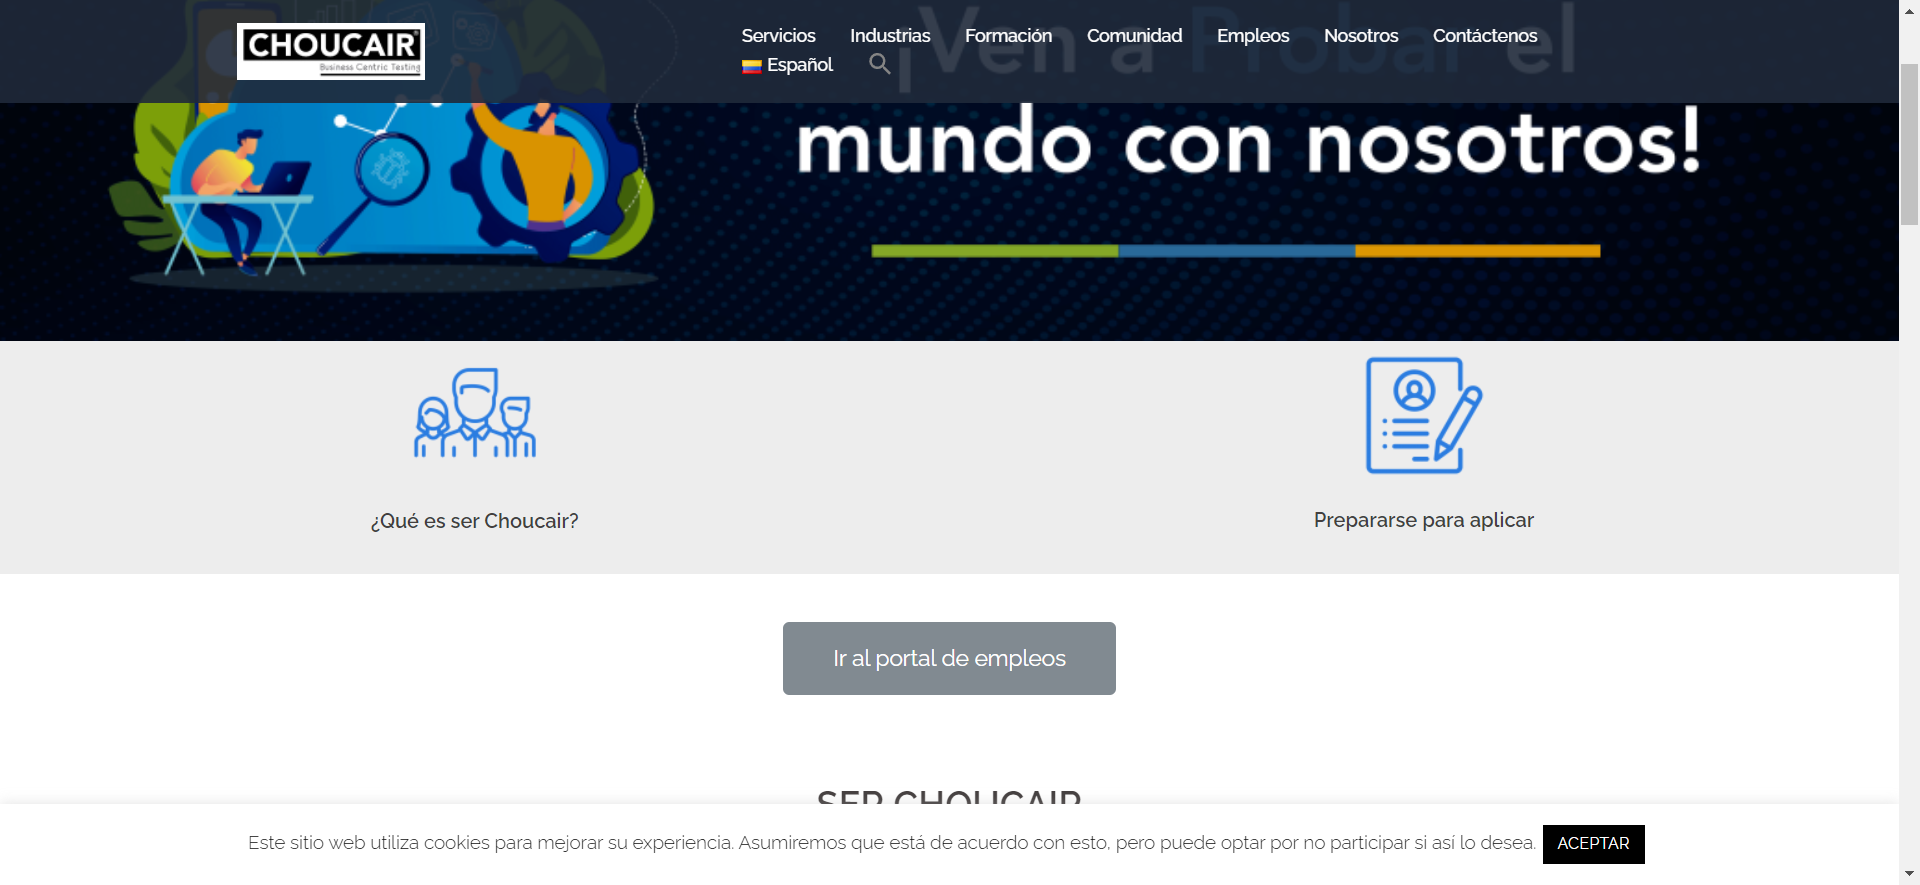 CHOUCAIR
Business Centric Testing
Servicios Industrias Formación Comunidad Empleos Nosotros Contáctenos
Español
¡Ven a Probar el
mundo con nosotros!
¿Qué es ser Choucair?
Prepararse para aplicar
Ir al portal de empleos
SER CHOUCAIR
Este sitio web utiliza cookies para mejorar su experiencia. Asumiremos que está de acuerdo con esto, pero puede optar por no participar si así lo desea. ACEPTAR